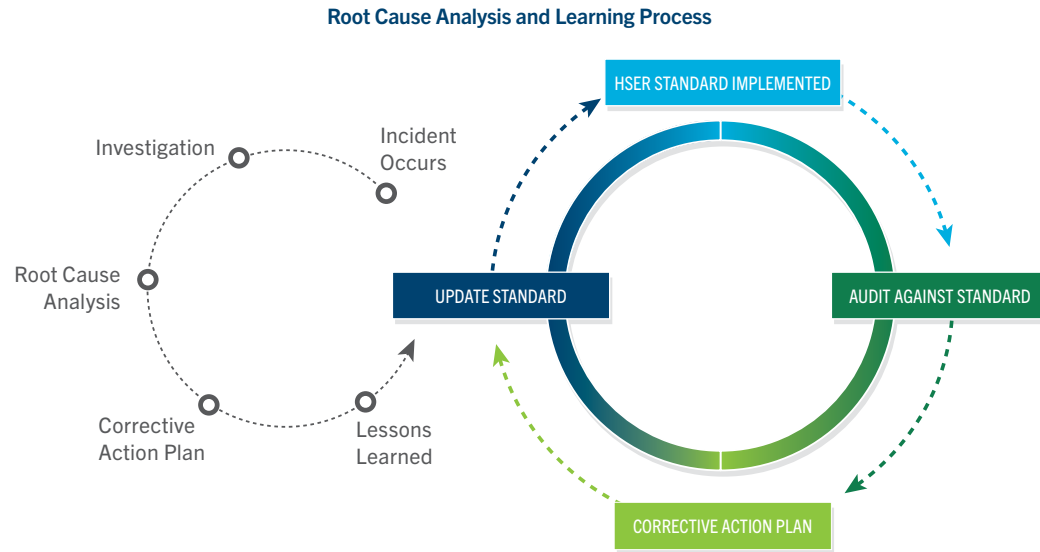 Root Cause Analysis and Learning Process
HSER STANDARD IMPLEMENTED
Incident
Occurs
Investigation
Root Cause
Analysis
UPDATE STANDARD
AUDIT AGAINST STANDARD
Corrective
Action Plan
Lessons
Learned
CORRECTIVE ACTION PLAN